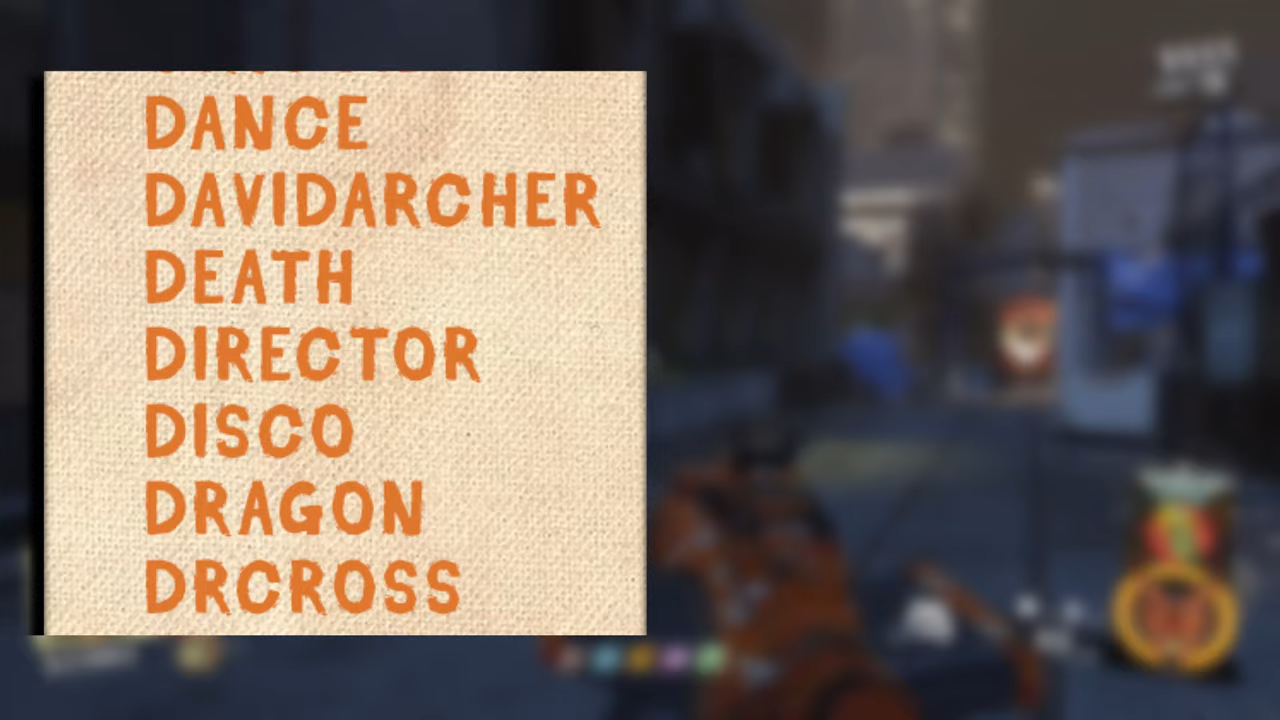 DANCE
DAVIDARCHER
DEATH
DIRECTOR
DISCO
DRAGON
DRCROSS